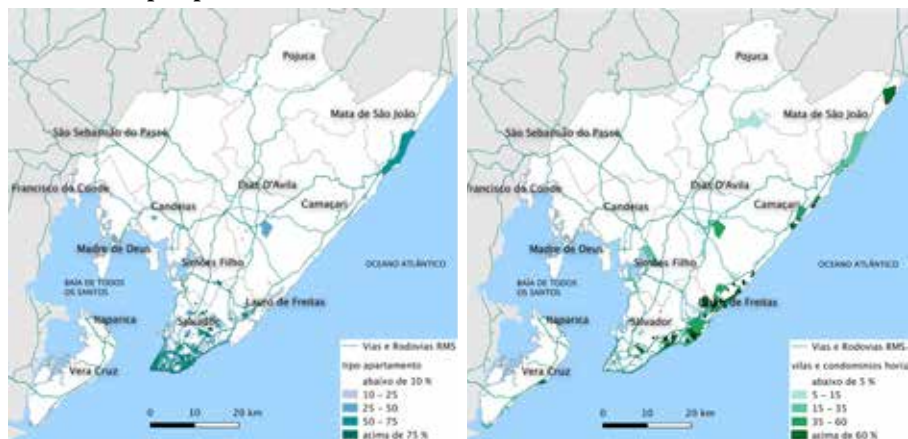 Pojuca
Mata de São João
São Sebastião do Passé
Francisco do Conde
Dias D'Avila
Camaçari
Candeias
Madre de Deus
Simões Filho
OCEANO ATLÂNTICO
BAÍA DE TODOS
OS SANTOS
Lauro de Freitas
Itaparica
Salvador
Vera Cruz
Vias e Rodovias RMS
tipo apartamento
abaixo de 10 %
10 - 25
25 - 50
50 - 75
acima de 75 %
0 10 20 km
Pojuca
Mata de São João
São Sebastião do Passé
Francisco do Conde
Dias D'Avila
Camaçari
Candeias
Madre de Deus
Simões Filho
OCEANO ATLÂNTICO
BAÍA DE TODOS
OS SANTOS
de Freitas
Itaparica
Salvador
Vera Cruz
Vias e Rodovias RMS
vilas e condomínios horiza
abaixo de 5 %
5 - 15
15 - 35
35 - 60
acima de 60 %
0 10 20 km